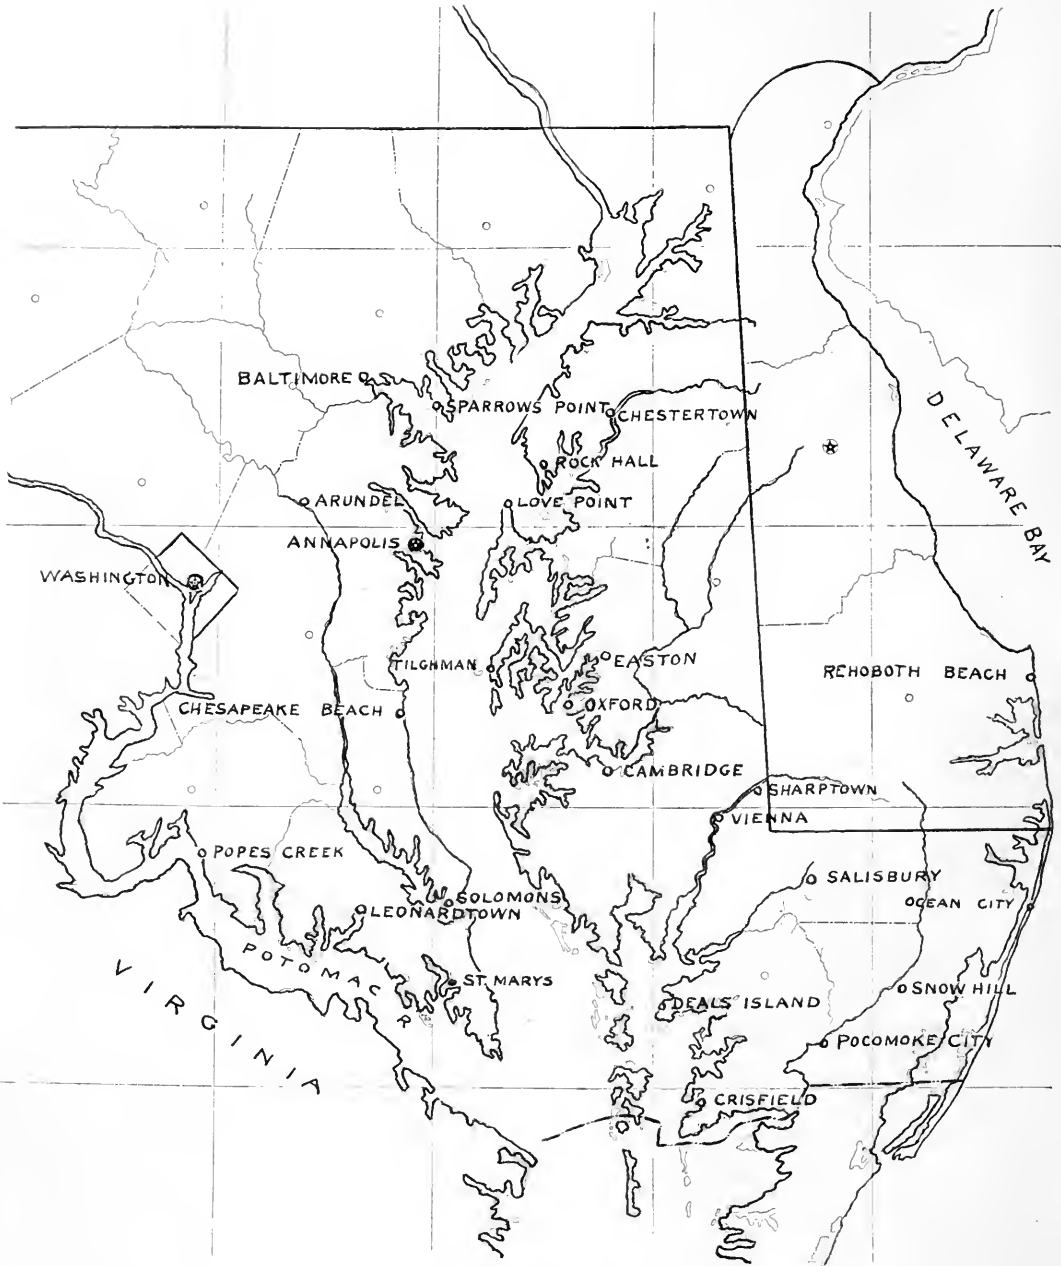 BALTIMORE
SPARROWS POINT
CHESTERTOWN
DELAWARE BAY
ROCK HALL
ARUNDEL
LOVE POINT
ANNAPOLIS
WASHINGTON
TILGHMAN
EASTON
REHOBOTH BEACH
CHESAPEAKE BEACH
OXFORD
CAMBRIDGE
SHARPTOWN
VIENNA
POPES CREEK
SALISBURY
SOLOMONS
OCEAN CITY
LEONARDTOWN
POTOMAC R
VIRGINIA
ST. MARYS
SNOW HILL
DEALS ISLAND
POCOMOKE CITY
CRISFIELD